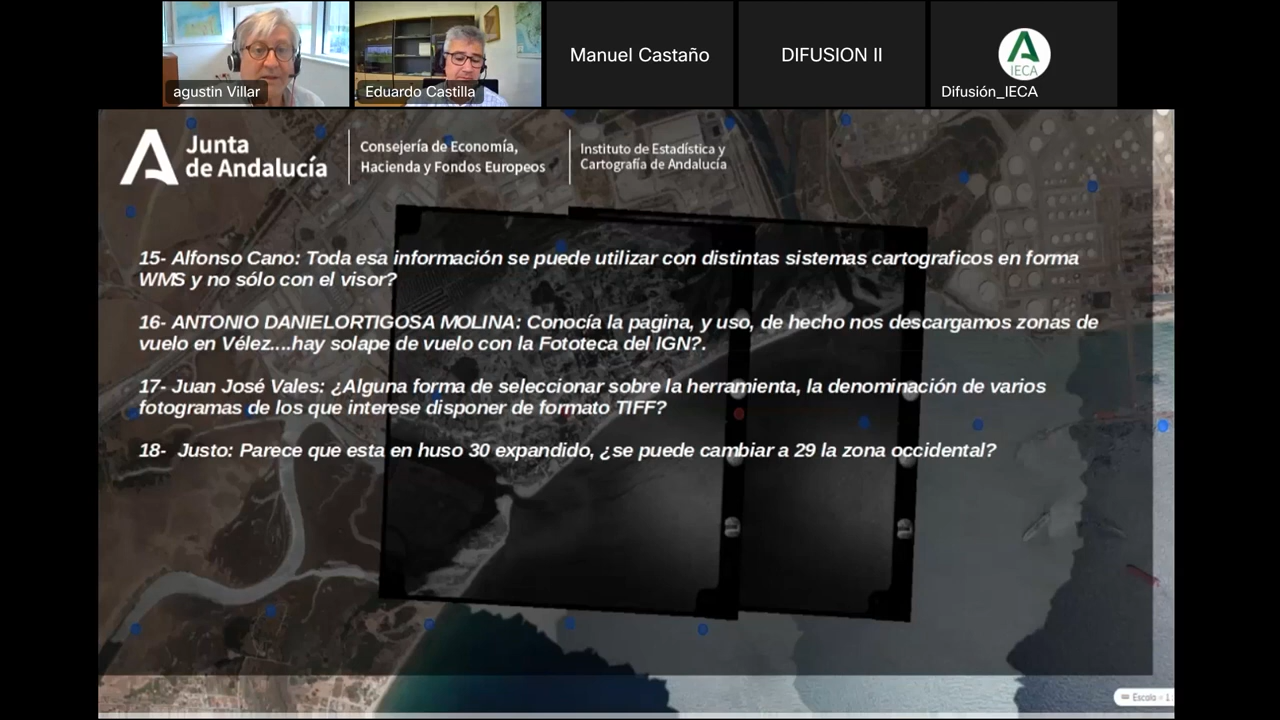 agustin Villar
Eduardo Castilla
Manuel Castaño
DIFUSION II
IECA
Difusión_IECA
Junta
de Andalucía
Consejería de Economía,
Hacienda y Fondos Europeos
Instituto de Estadística y
Cartografía de Andalucía
15- Alfonso Cano: Toda esa información se puede utilizar con distintas sistemas cartograficos en forma
WMS y no sólo con el visor?
16- ANTONIO DANIELORTIGOSA MOLINA: Conocía la pagina, y uso, de hecho nos descargamos zonas de
vuelo en Vélez....hay solape de vuelo con la Fototeca del IGN?.
17- Juan José Vales: ¿Alguna forma de seleccionar sobre la herramienta, la denominación de varios
fotogramas de los que interese disponer de formato TIFF?
18- Justo: Parece que esta en huso 30 expandido, ¿se puede cambiar a 29 la zona occidental?
Escala = 1: